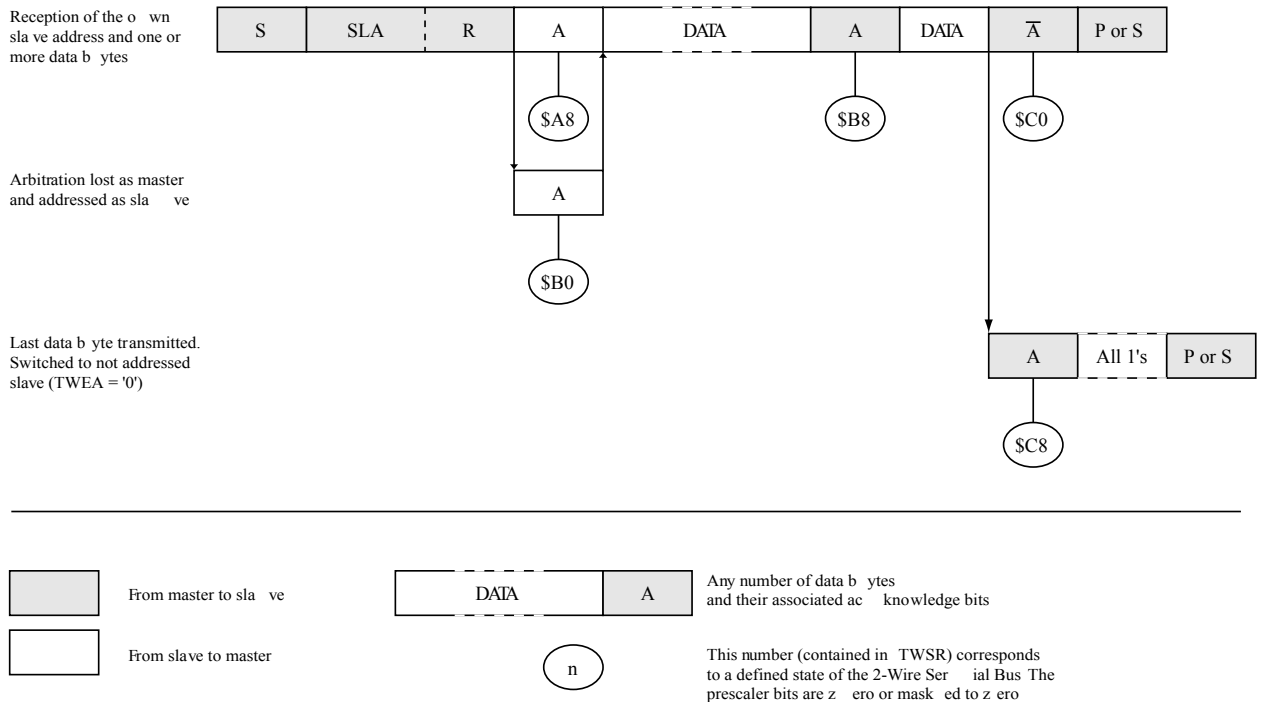 Reception of the o wn
sla ve address and one or
more data b ytes
S SLA R A DATA A DATA A̅ P or S
$A8 $B8 $C0
Arbitration lost as master
and addressed as sla ve
A
$B0
Last data b yte transmitted.
Switched to not addressed
slave (TWEA = '0')
A All 1's P or S
$C8
From master to sla ve
DATA A
Any number of data b ytes
and their associated ac knowledge bits
From slave to master
n
This number (contained in TWSR) corresponds
to a defined state of the 2-Wire Ser ial Bus The
prescaler bits are z ero or mask ed to z ero